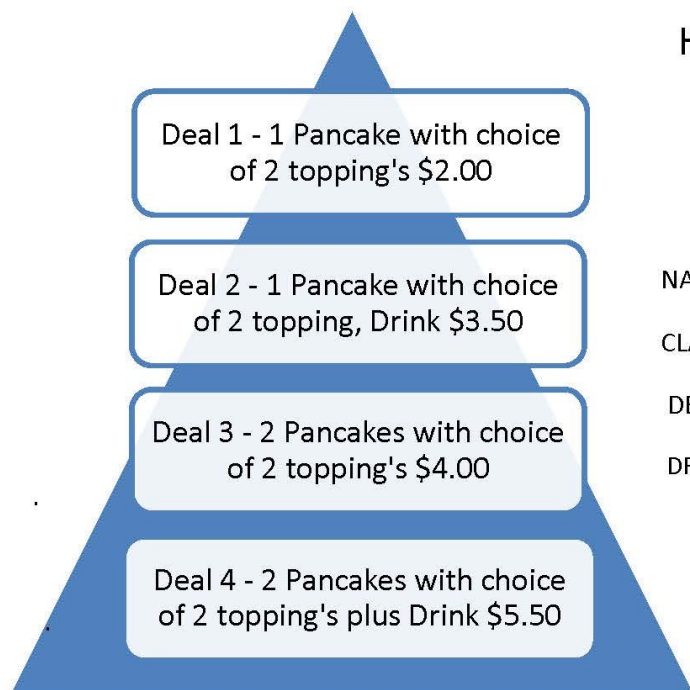 Deal 1 - 1 Pancake with choice
of 2 topping's $2.00
Deal 2 - 1 Pancake with choice
of 2 topping, Drink $3.50
Deal 3 - 2 Pancakes with choice
of 2 topping's $4.00
Deal 4 - 2 Pancakes with choice
of 2 topping's plus Drink $5.50